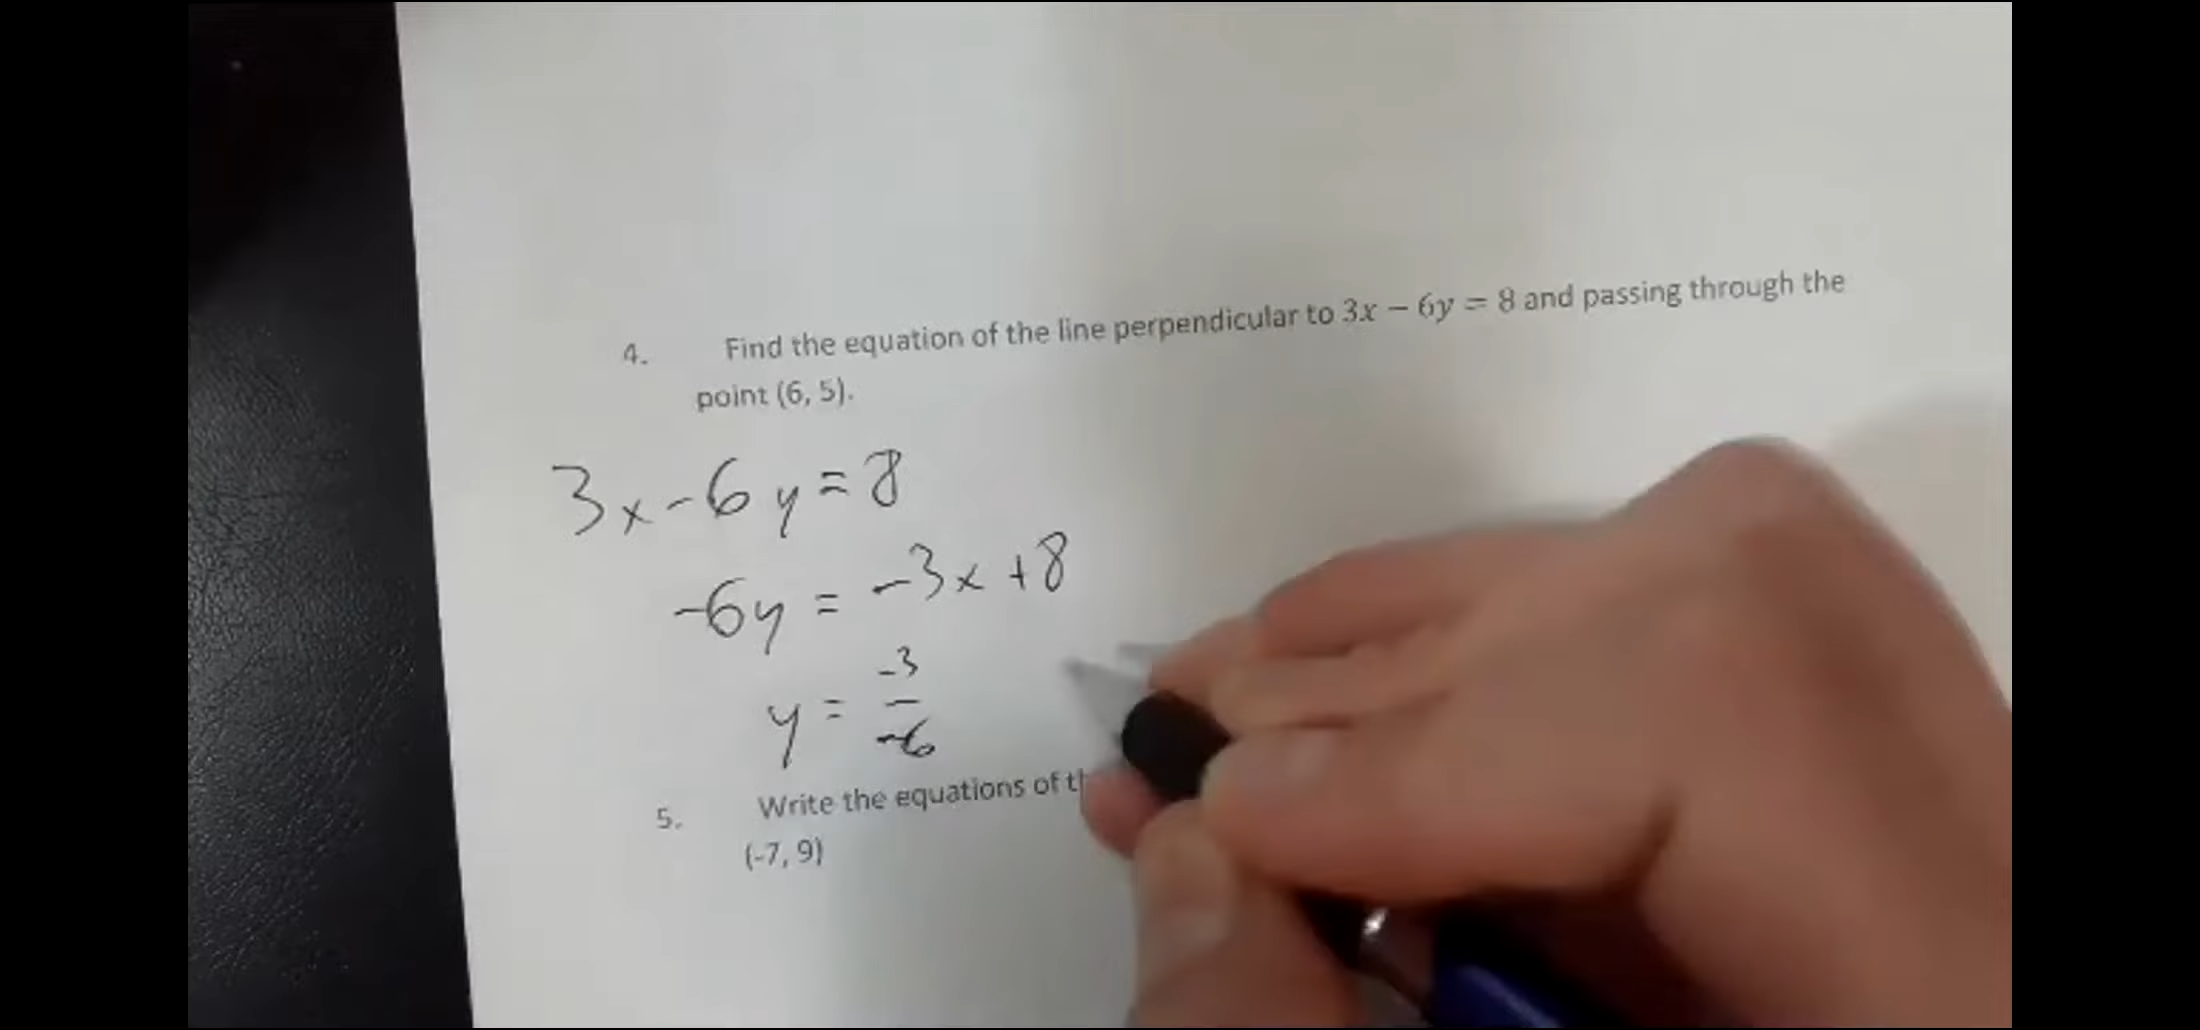 4. Find the equation of the line perpendicular to 3x − 6y = 8 and passing through the
point (6, 5).
3x - 6y = 8
-6y = -3x + 8
y = -3/-6
5. Write the equations of
(-7, 9)